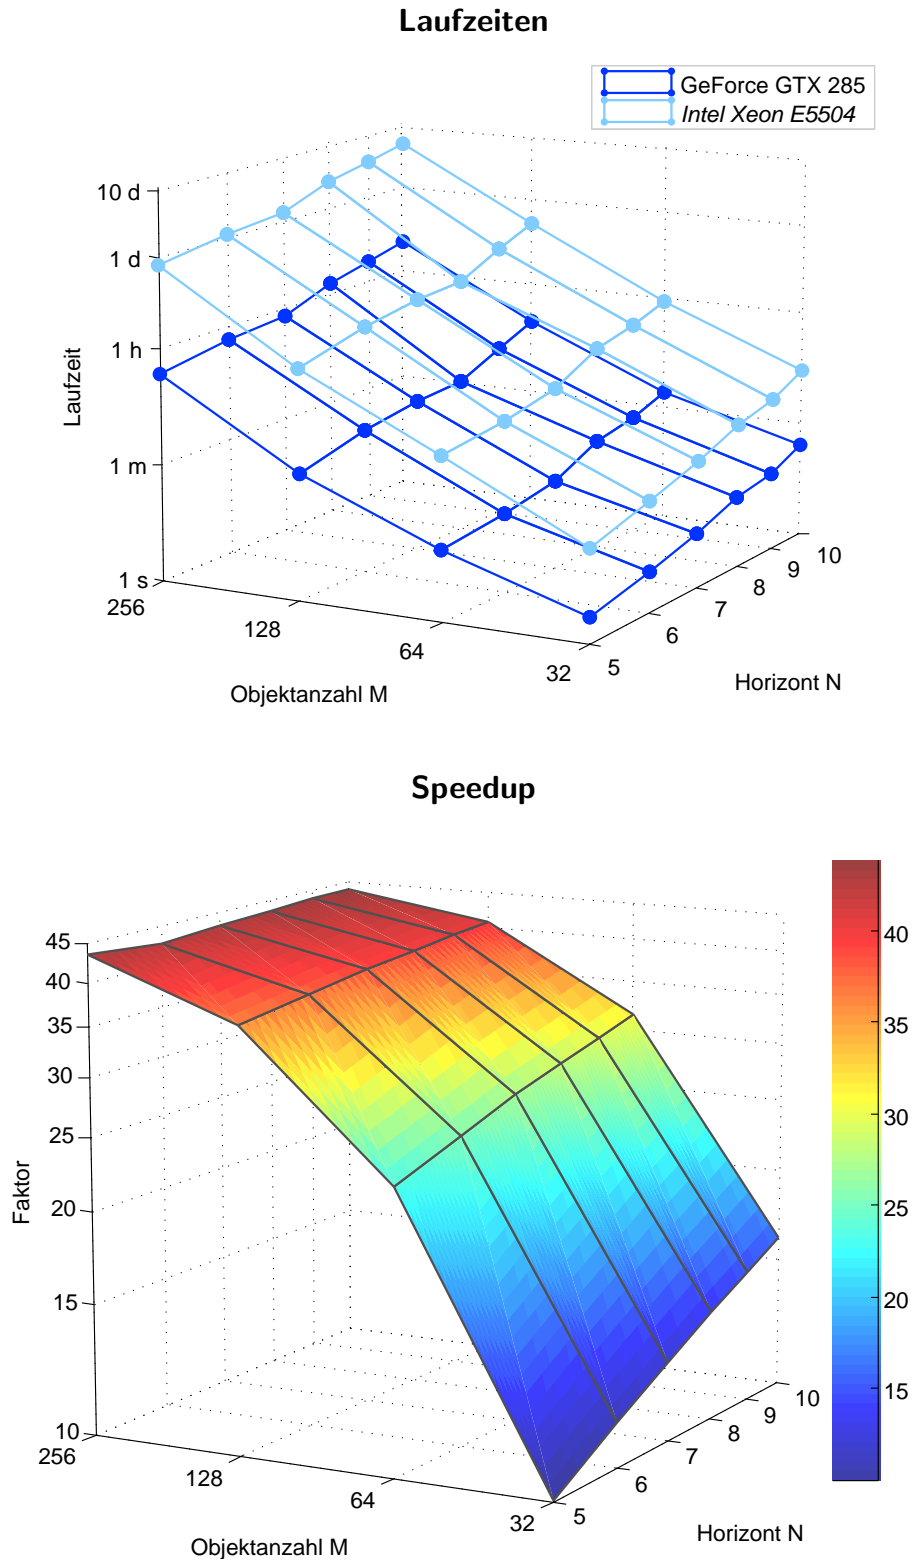 Laufzeiten
GeForce GTX 285
Intel Xeon E5504
10 d
1 d
1 h
1 m
1 s
Laufzeit
256
128
64
32
Objektanzahl M
5
6
7
8
9
10
Horizont N
Speedup
45
40
35
30
25
20
15
10
Faktor
256
128
64
32
Objektanzahl M
5
6
7
8
9
10
Horizont N
40
35
30
25
20
15